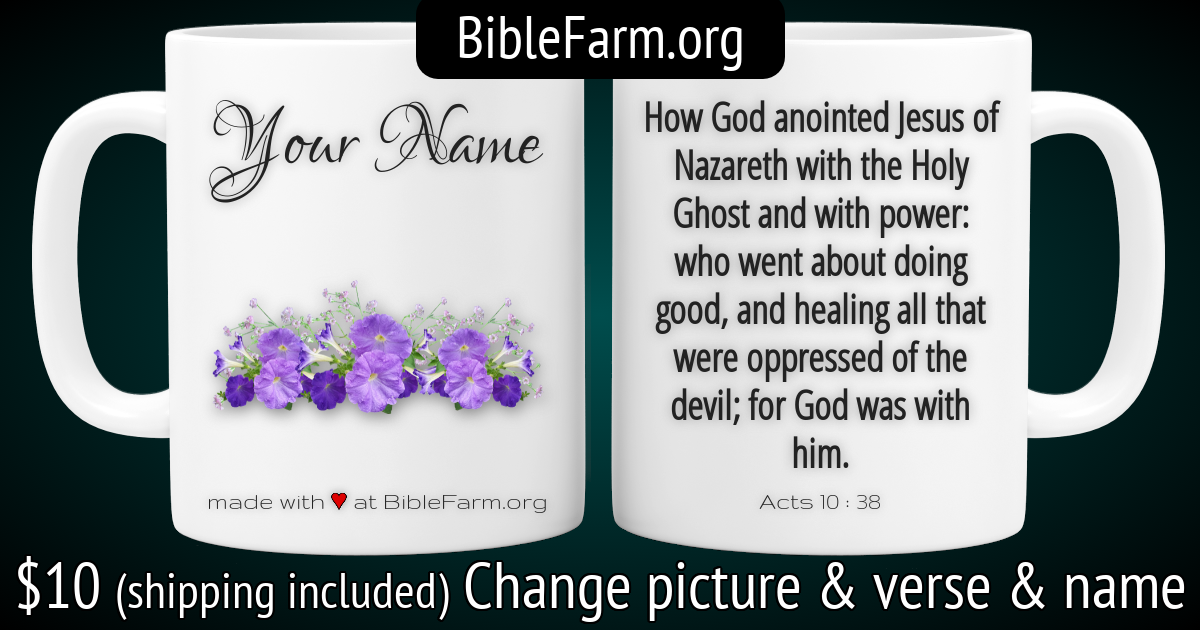 BibleFarm.org
Your Name
made with ♥ at BibleFarm.org
How God anointed Jesus of
Nazareth with the Holy
Ghost and with power:
who went about doing
good, and healing all that
were oppressed of the
devil; for God was with
him.
Acts 10 : 38
$10 (shipping included) Change picture & verse & name